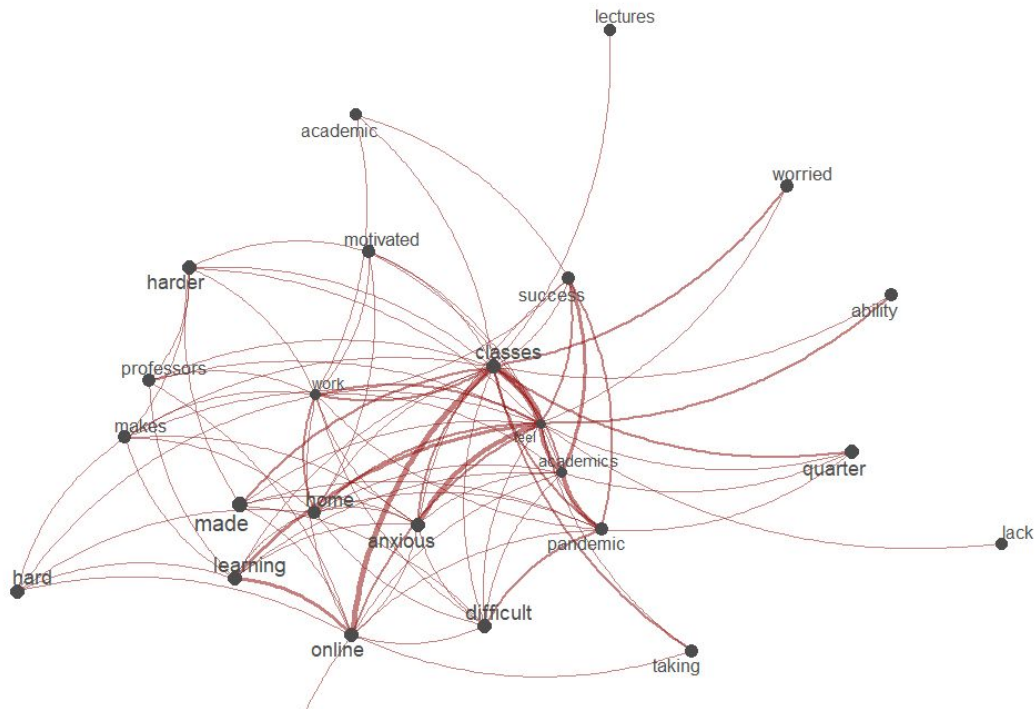 lectures
academic
worried
motivated
harder
success
ability
classes
professors
work
makes
feel
academics
quarter
home
made
anxious
pandemic
lack
learning
hard
difficult
online
taking